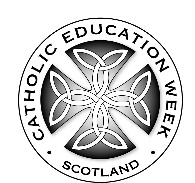 CATHOLIC EDUCATION WEEK
• SCOTLAND •